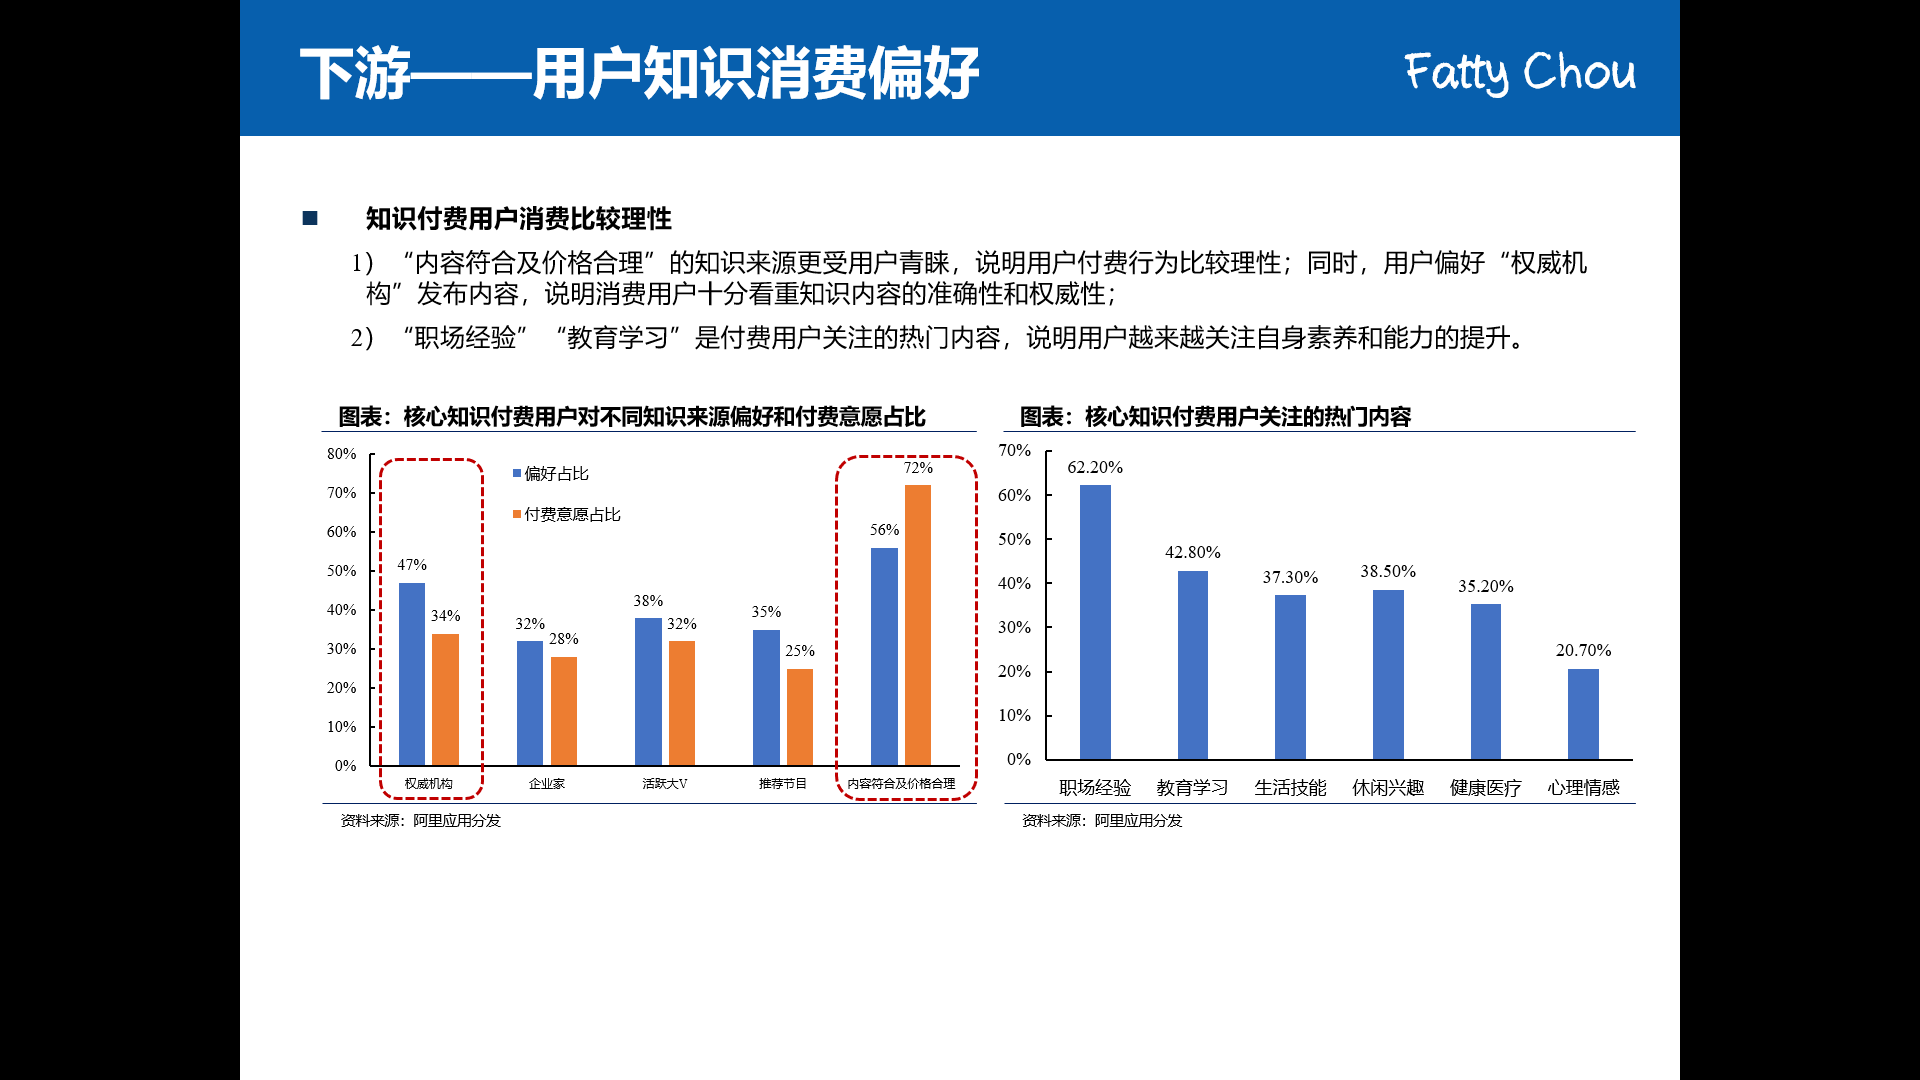 下游——用户知识消费偏好
Fatty Chou
知识付费用户消费比较理性
1）“内容符合及价格合理”的知识来源更受用户青睐，说明用户付费行为比较理性；同时，用户偏好“权威机
构”发布内容，说明消费用户十分看重知识内容的准确性和权威性；
2）“职场经验”“教育学习”是付费用户关注的热门内容，说明用户越来越关注自身素养和能力的提升。
图表：核心知识付费用户对不同知识来源偏好和付费意愿占比
80%
70%
60%
50%
40%
30%
20%
10%
0%
偏好占比
付费意愿占比
47%
34%
32%
28%
38%
32%
35%
25%
56%
72%
权威机构
企业家
活跃大V
推荐节目
内容符合及价格合理
资料来源：阿里应用分发
图表：核心知识付费用户关注的热门内容
70%
60%
50%
40%
30%
20%
10%
0%
62.20%
42.80%
37.30%
38.50%
35.20%
20.70%
职场经验
教育学习
生活技能
休闲兴趣
健康医疗
心理情感
资料来源：阿里应用分发